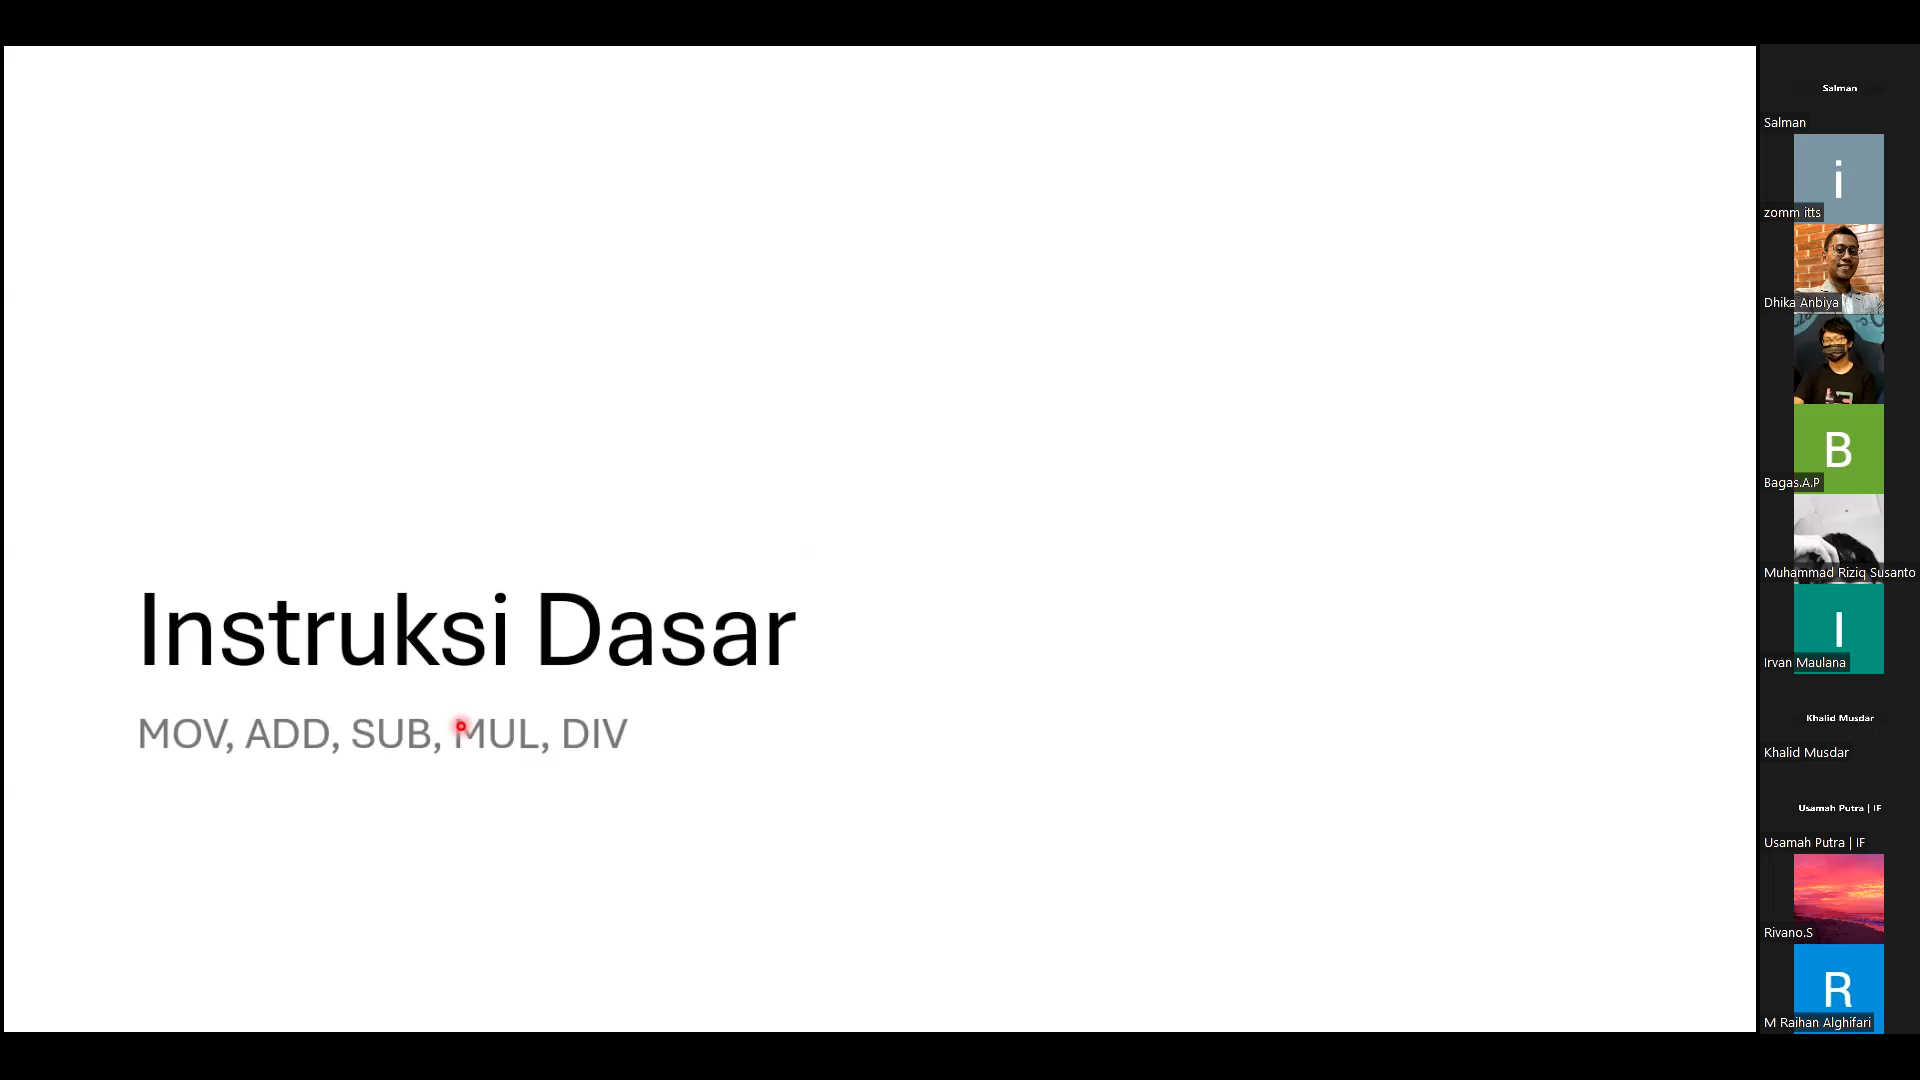 Instruksi Dasar
MOV, ADD, SUB, MUL, DIV
Salman
Salman
i
zomm itts
Dhika Anbiya
B
Bagas.A.P
Muhammad Riziq Susanto
I
Irvan Maulana
Khalid Musdar
Khalid Musdar
Usamah Putra | IF
Usamah Putra | IF
Rivano.S
R
M Raihan Alghifari